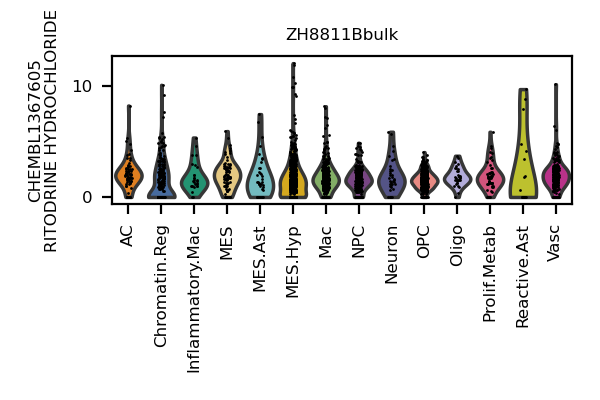 ZH8811Bbulk
CHEMBL1367605
RITODRINE HYDROCHLORIDE
10
0
AC
Chromatin.Reg
Inflammatory.Mac
MES
MES.Ast
MES.Hyp
Mac
NPC
Neuron
OPC
Oligo
Prolif.Metab
Reactive.Ast
Vasc